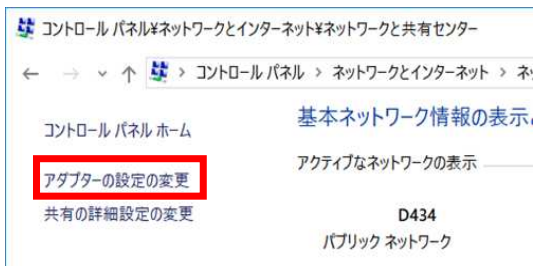 コントロール パネル¥ネットワークとインターネット¥ネットワークと共有センター
コントロール パネル > ネットワークとインターネット >
コントロール パネル ホーム
アダプターの設定の変更
共有の詳細設定の変更
基本ネットワーク情報の表示
アクティブなネットワークの表示
D434
パブリック ネットワーク